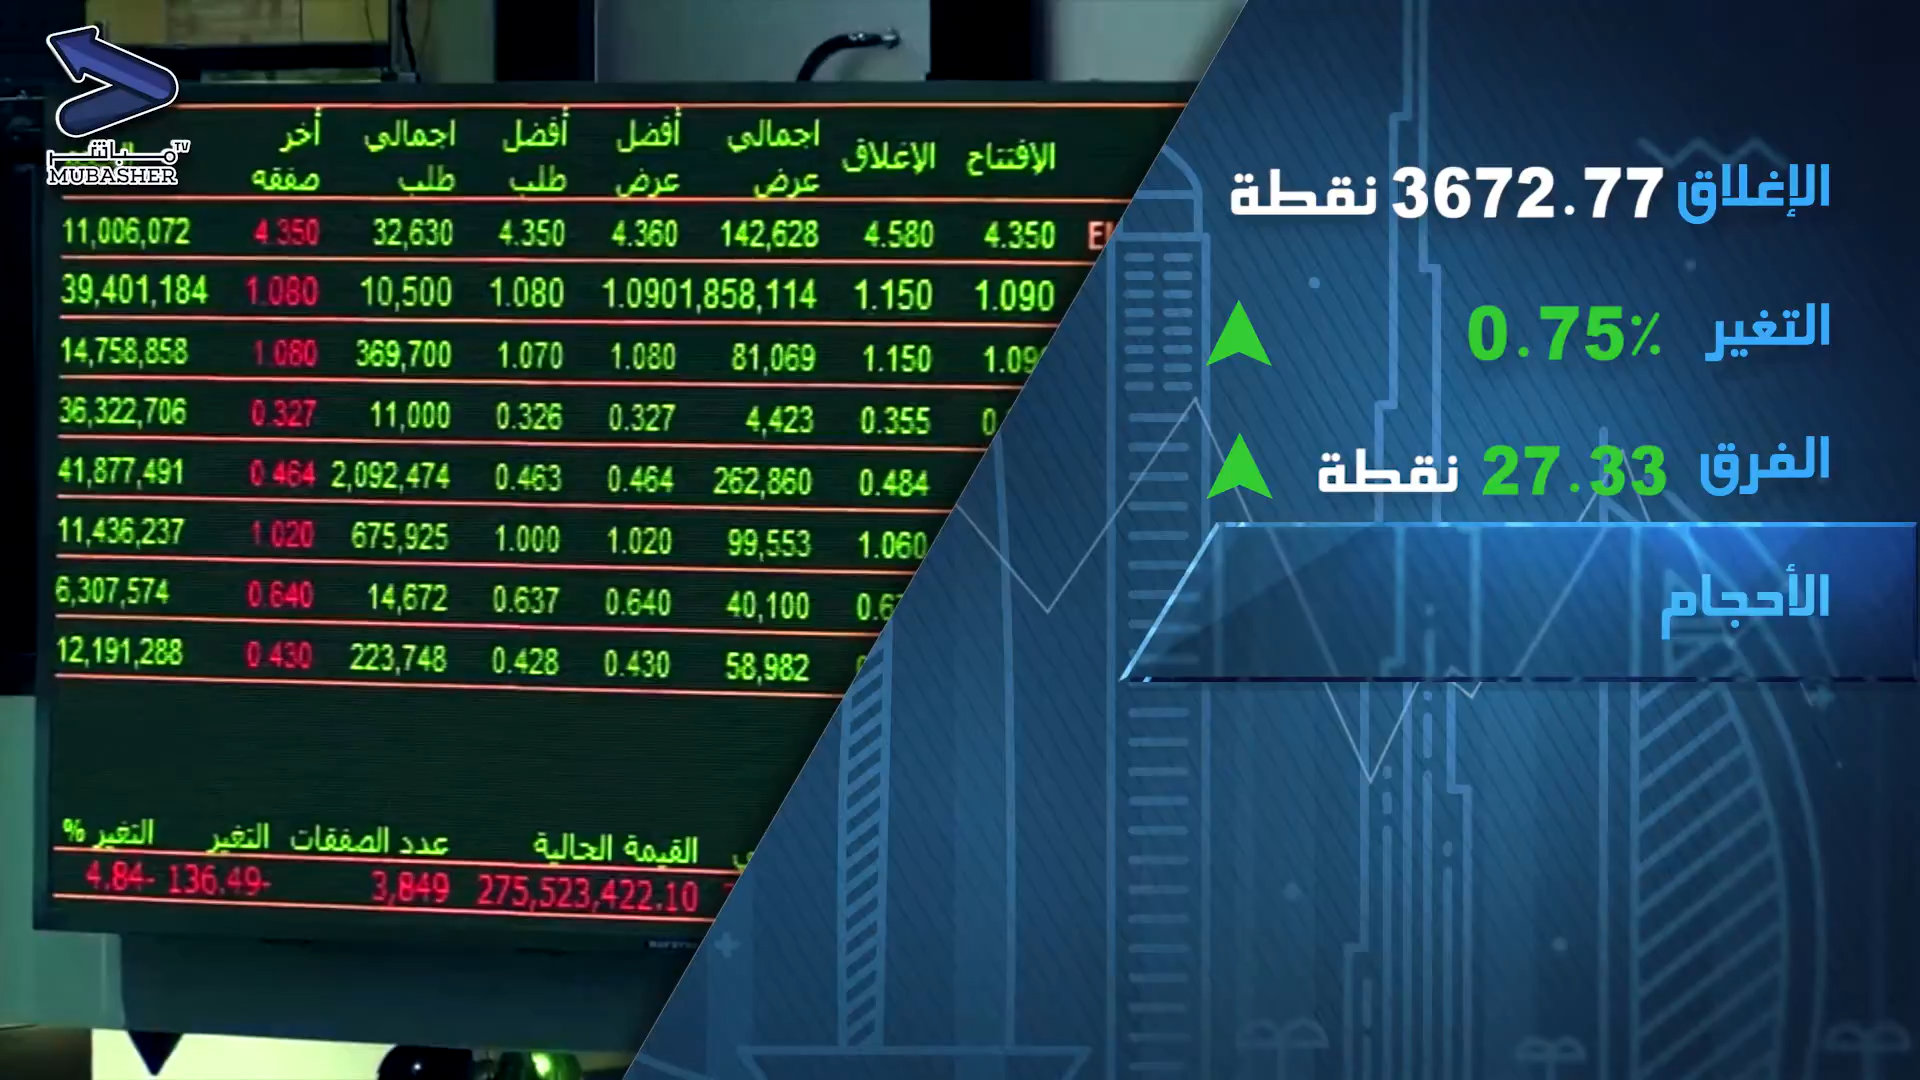 الإغلاق 3672.77 نقطة
التغير 0.75٪
الفرق 27.33 نقطة
الأحجام
مباشر TV
MUBASHER
الإفتتاح الإغلاق اجمالي عرض أفضل عرض أفضل طلب اجمالي طلب أخر صفقه
4.350 4.580 142,628 4.360 4.350 32,630 4.350 11,006,072
1.090 1.150 1,858,114 1.090 1.080 10,500 1.080 39,401,184
1.150 81,069 1.080 1.070 369,700 1.080 14,758,858
0.355 4,423 0.327 0.326 11,000 0.327 36,322,706
0.484 262,860 0.464 0.463 2,092,474 0.464 41,877,491
1.060 99,553 1.020 1.000 675,925 1.020 11,436,237
40,100 0.640 0.637 14,672 0.640 6,307,574
58,982 0.430 0.428 223,748 0.430 12,191,288
القيمة الحالية عدد الصفقات التغير التغير %
275,523,422.10 3,849 136.49- 4.84-